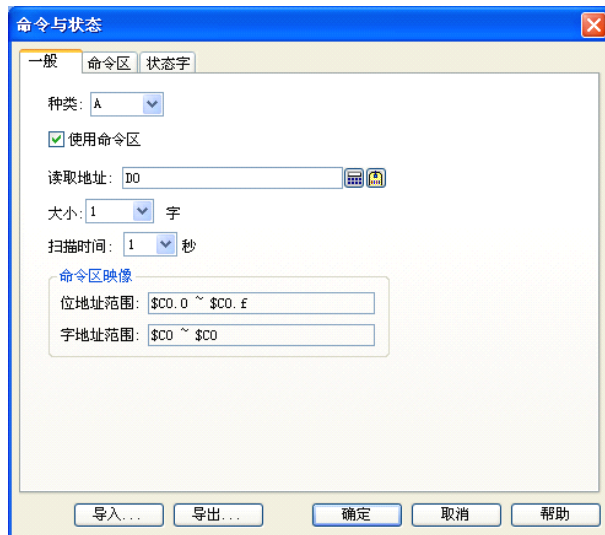 命令与状态
一般 命令区 状态字
种类: A
使用命令区
读取地址: D0
大小: 1 字
扫描时间: 1 秒
命令区映像
位地址范围: $C0.0 ~ $C0.f
字地址范围: $C0 ~ $C0
导入... 导出... 确定 取消 帮助